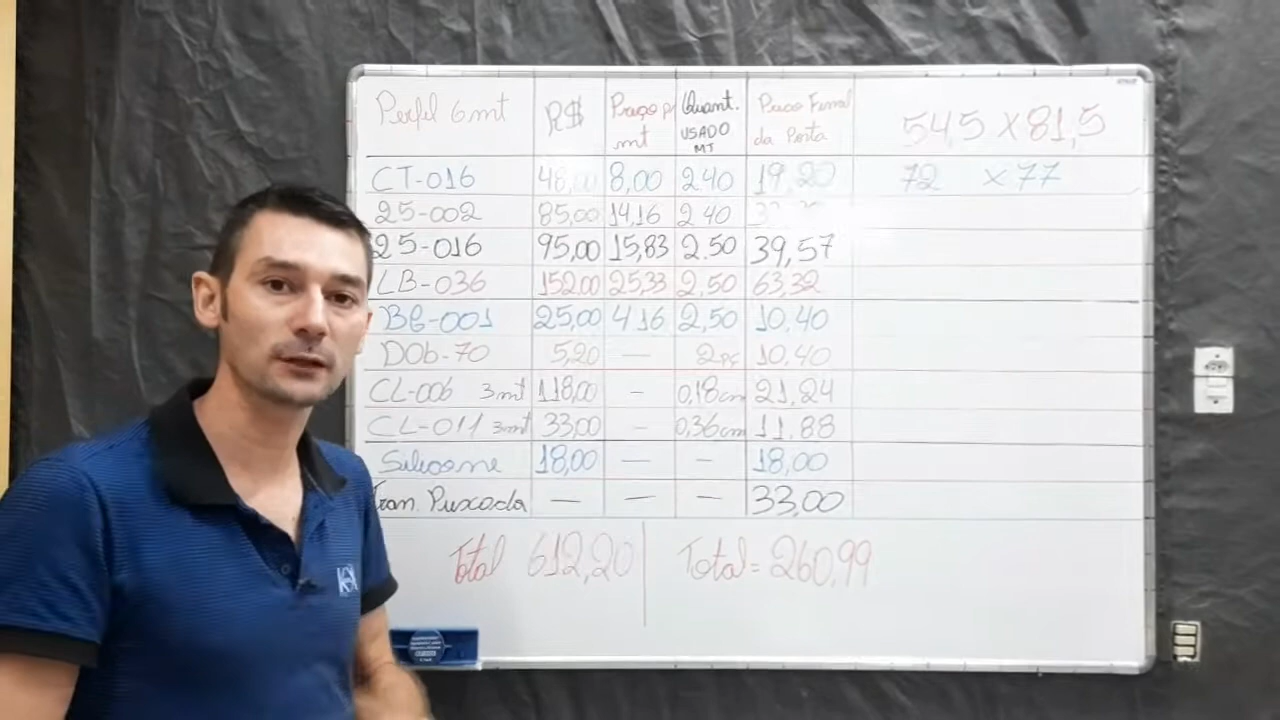 Perfil 6mt R$ Preço p/ mt Quant. USADO MT Preço Final da Porta 54,5 x 81,5
CT-016 48,00 8,00 2.40 19,20 72 x 77
25-002 85,00 14,16 2.40
25-016 95,00 15,83 2.50 39,57
LB-036 152,00 25,33 2,50 63,32
BG-001 25,00 4,16 2,50 10,40
DOb-70 5,20 — 2 pç 10,40
CL-006 3mt 118,00 - 0,18cm 21,24
CL-011 3mt 33,00 - 0,36cm 11,88
Silicone 18,00 — - 18,00
Tran. Puxada — — — 33,00
Total 612,20 Total = 260,99